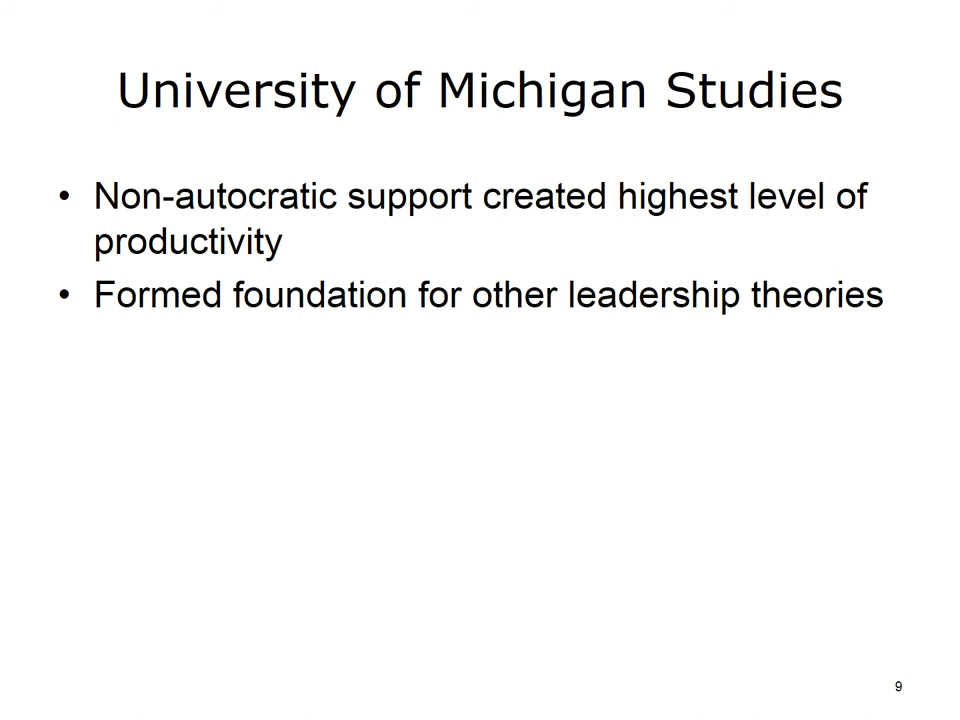 University of Michigan Studies
• Non-autocratic support created highest level of
productivity
• Formed foundation for other leadership theories
9